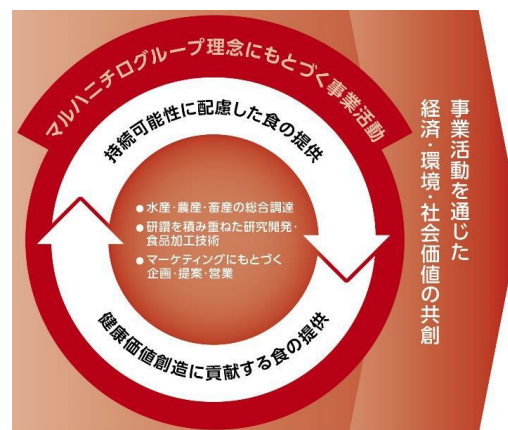 マルハニチログループ理念にもとづく事業活動
持続可能性に配慮した食の提供
●水産・農産・畜産の総合調達
●研鑽を積み重ねた研究開発・
食品加工技術
●マーケティングにもとづく
企画・提案・営業
健康価値創造に貢献する食の提供
事業活動を通じた
経済・環境・社会価値の共創